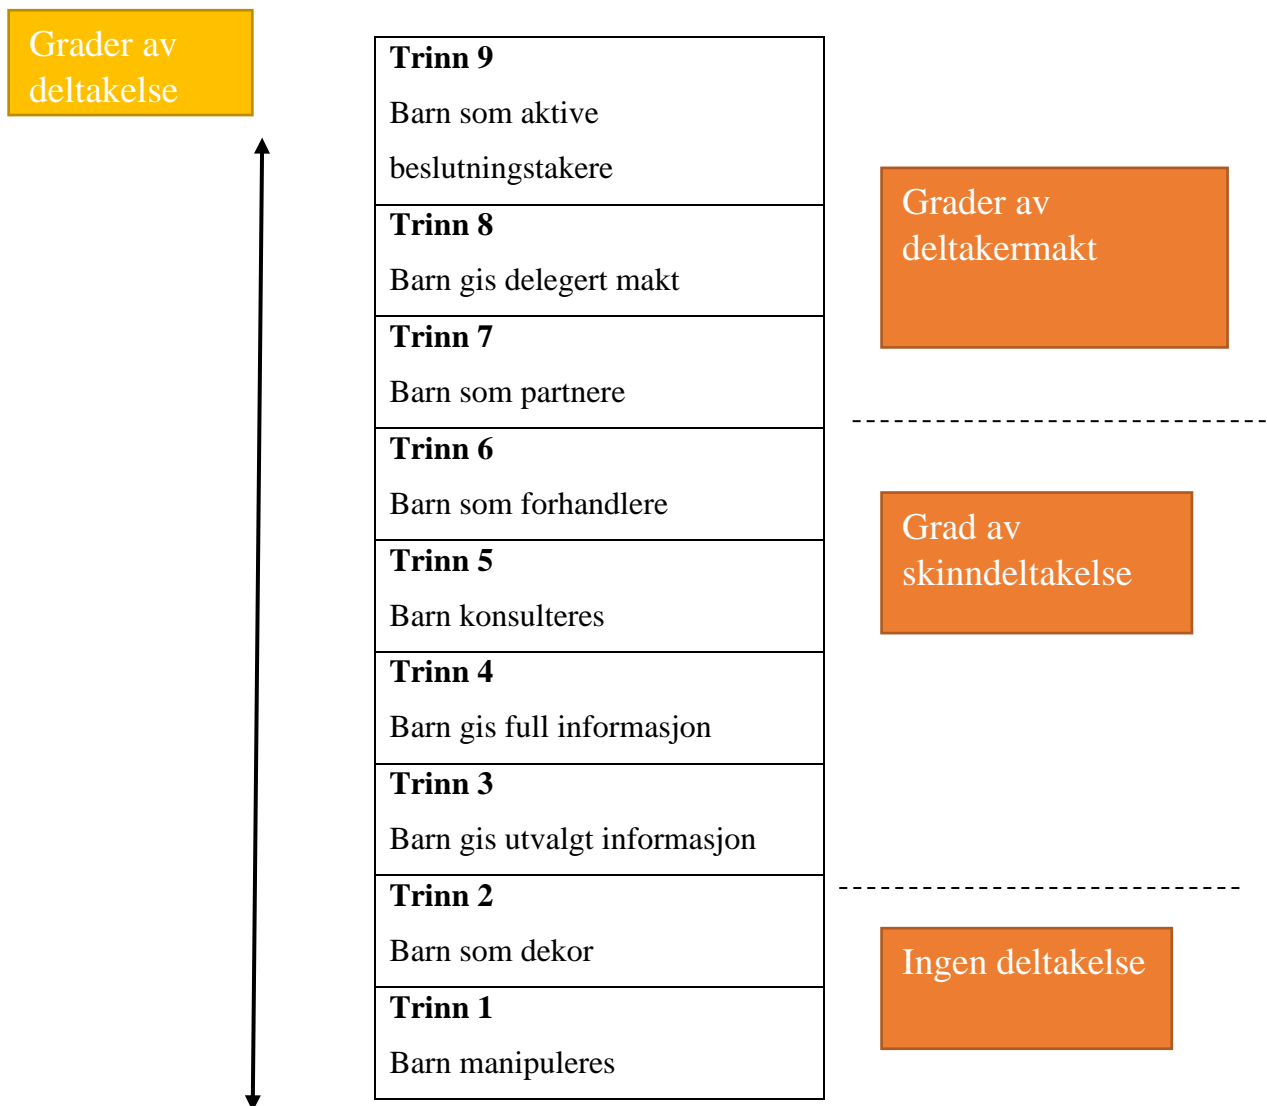 Grader av
deltakelse
Trinn 9
Barn som aktive
beslutningstakere
Trinn 8
Barn gis delegert makt
Trinn 7
Barn som partnere
Trinn 6
Barn som forhandlere
Trinn 5
Barn konsulteres
Trinn 4
Barn gis full informasjon
Trinn 3
Barn gis utvalgt informasjon
Trinn 2
Barn som dekor
Trinn 1
Barn manipuleres
Grader av
deltakermakt
Grad av
skinndeltakelse
Ingen deltakelse